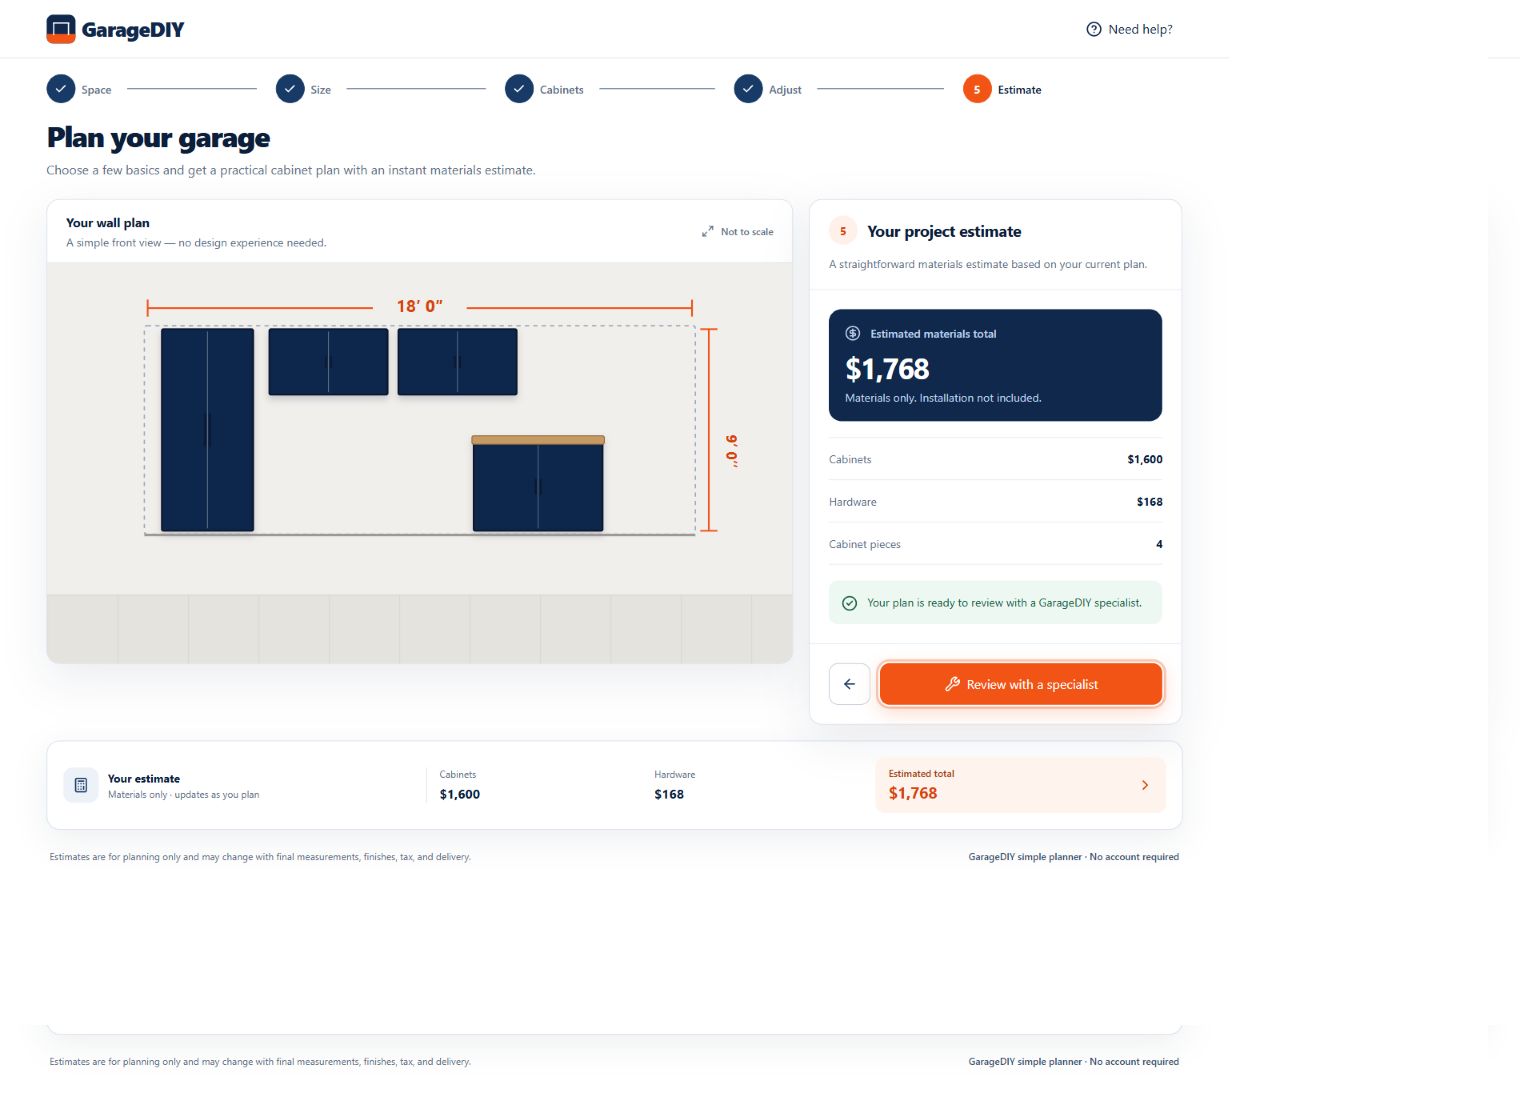 GarageDIY
Need help?
Space
Size
Cabinets
Adjust
5 Estimate
Plan your garage
Choose a few basics and get a practical cabinet plan with an instant materials estimate.
Your wall plan
A simple front view — no design experience needed.
Not to scale
18′ 0″
9′ 0″
5 Your project estimate
A straightforward materials estimate based on your current plan.
Estimated materials total
$1,768
Materials only. Installation not included.
Cabinets $1,600
Hardware $168
Cabinet pieces 4
Your plan is ready to review with a GarageDIY specialist.
Review with a specialist
Your estimate
Materials only · updates as you plan
Cabinets
$1,600
Hardware
$168
Estimated total
$1,768
Estimates are for planning only and may change with final measurements, finishes, tax, and delivery.
GarageDIY simple planner · No account required
Estimates are for planning only and may change with final measurements, finishes, tax, and delivery.
GarageDIY simple planner · No account required